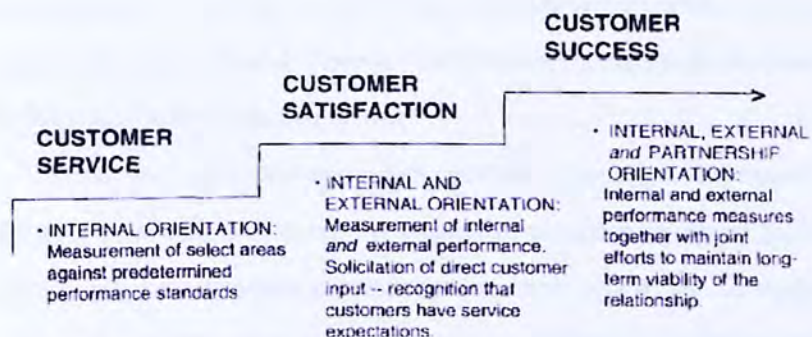 CUSTOMER
SERVICE
• INTERNAL ORIENTATION:
Measurement of select areas
against predetermined
performance standards
CUSTOMER
SATISFACTION
• INTERNAL AND
EXTERNAL ORIENTATION:
Measurement of internal
and external performance.
Solicitation of direct customer
input -- recognition that
customers have service
expectations.
CUSTOMER
SUCCESS
• INTERNAL, EXTERNAL
and PARTNERSHIP
ORIENTATION:
Internal and external
performance measures
together with joint
efforts to maintain long-
term viability of the
relationship.